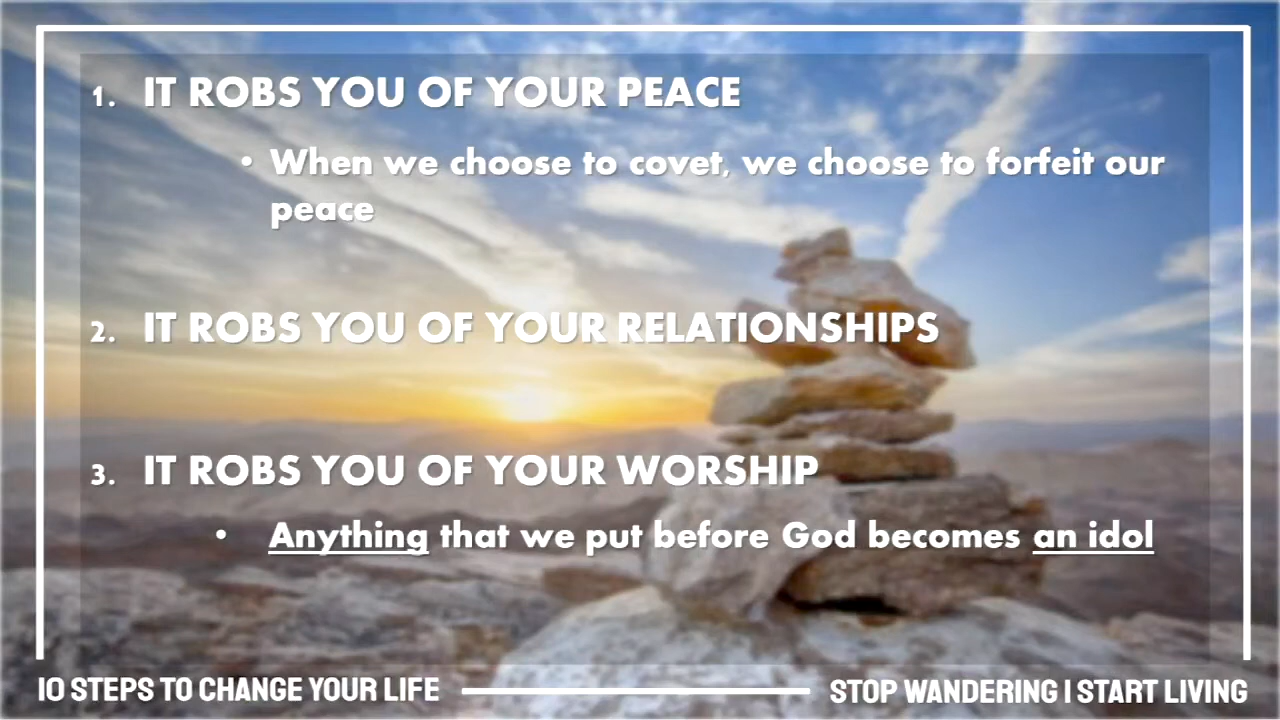 1. IT ROBS YOU OF YOUR PEACE
• When we choose to covet, we choose to forfeit our
peace
2. IT ROBS YOU OF YOUR RELATIONSHIPS
3. IT ROBS YOU OF YOUR WORSHIP
• Anything that we put before God becomes an idol
10 STEPS TO CHANGE YOUR LIFE
STOP WANDERING | START LIVING